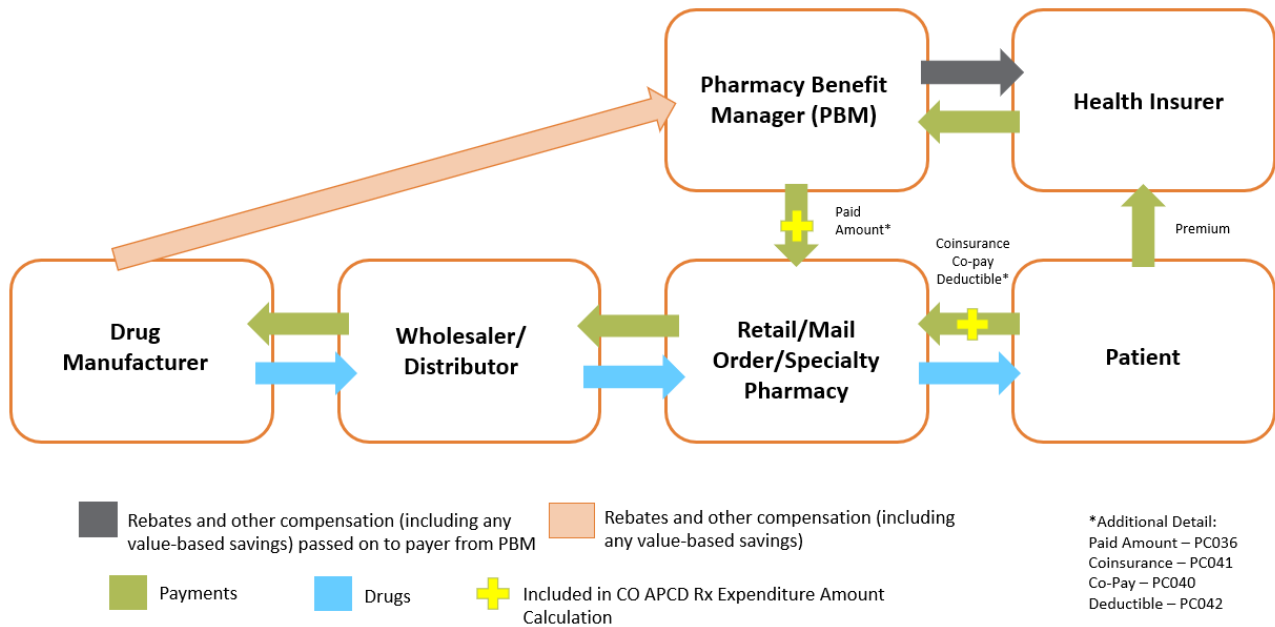 Pharmacy Benefit
Manager (PBM)
Health Insurer
Paid
Amount*
Coinsurance
Co-pay
Deductible*
Premium
Drug
Manufacturer
Wholesaler/
Distributor
Retail/Mail
Order/Specialty
Pharmacy
Patient
Rebates and other compensation (including any
value-based savings) passed on to payer from PBM
Rebates and other compensation (including
any value-based savings)
Payments
Drugs
Included in CO APCD Rx Expenditure Amount
Calculation
*Additional Detail:
Paid Amount – PC036
Coinsurance – PC041
Co-Pay – PC040
Deductible – PC042